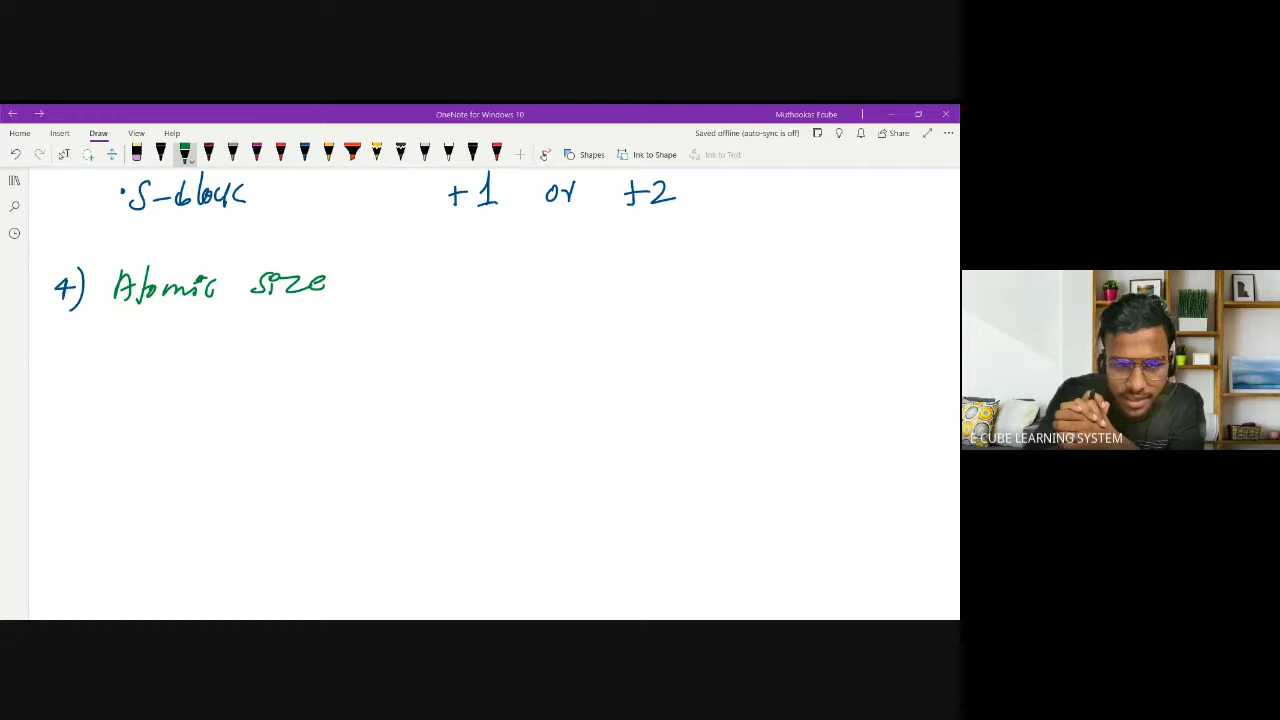 OneNote for Windows 10
Muthookas Ecube
Home Insert Draw View Help
Saved offline (auto-sync is off)
Share
Shapes
Ink to Shape
Ink to Text
• S-block +1 or +2
4) Atomic size
E CUBE LEARNING SYSTEM